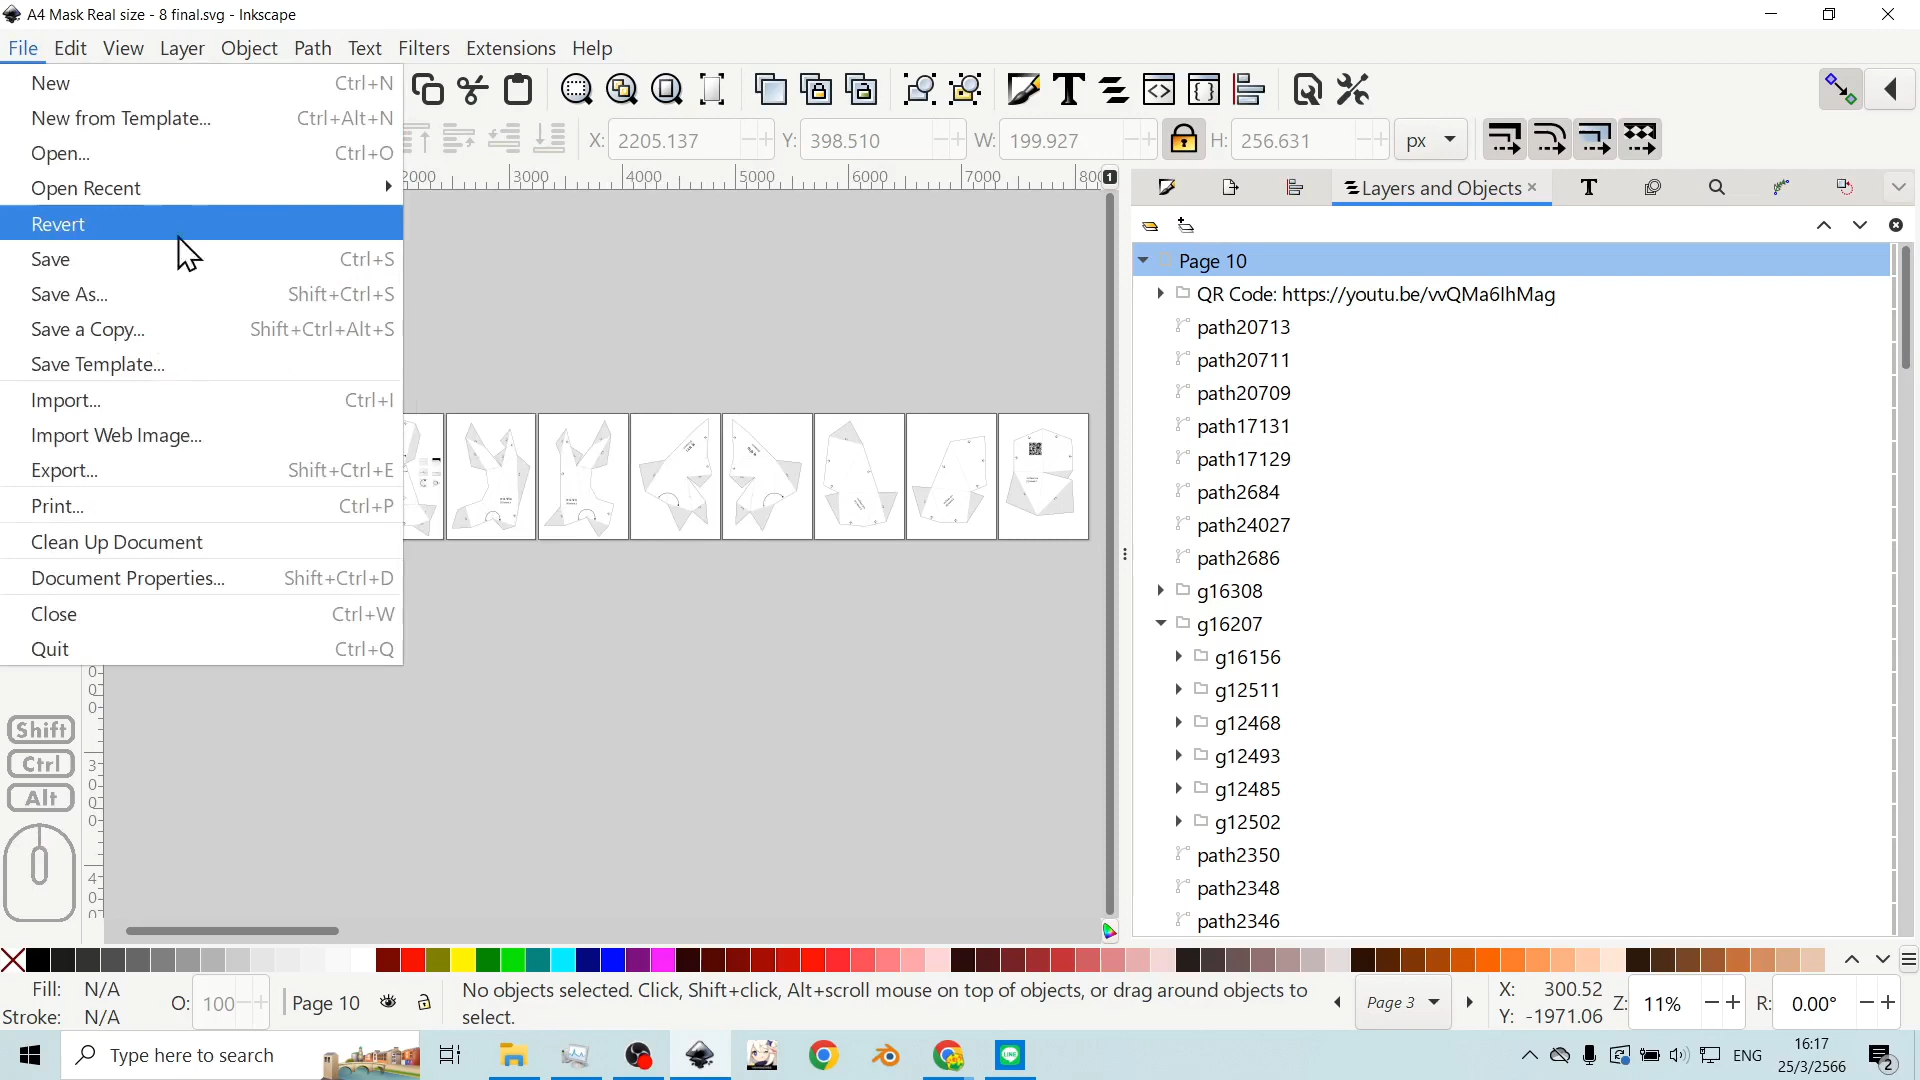 A4 Mask Real size - 8 final.svg - Inkscape
File Edit View Layer Object Path Text Filters Extensions Help
New Ctrl+N
New from Template... Ctrl+Alt+N
Open... Ctrl+O
Open Recent
Revert
Save Ctrl+S
Save As... Shift+Ctrl+S
Save a Copy... Shift+Ctrl+Alt+S
Save Template...
Import... Ctrl+I
Import Web Image...
Export... Shift+Ctrl+E
Print... Ctrl+P
Clean Up Document
Document Properties... Shift+Ctrl+D
Close Ctrl+W
Quit Ctrl+Q
X: 2205.137 Y: 398.510 W: 199.927 H: 256.631 px
2000 3000 4000 5000 6000 7000 800 1
Layers and Objects
Page 10
QR Code: https://youtu.be/vvQMa6lhMag
path20713
path20711
path20709
path17131
path17129
path2684
path24027
path2686
g16308
g16207
g16156
g12511
g12468
g12493
g12485
g12502
path2350
path2348
path2346
Shift
Ctrl
Alt
Fill: N/A
Stroke: N/A
O: 100
Page 10
No objects selected. Click, Shift+click, Alt+scroll mouse on top of objects, or drag around objects to
select.
Page 3
X: 300.52
Y: -1971.06
Z: 11%
R: 0.00°
Type here to search
LINE
ENG
16:17
25/3/2566
2